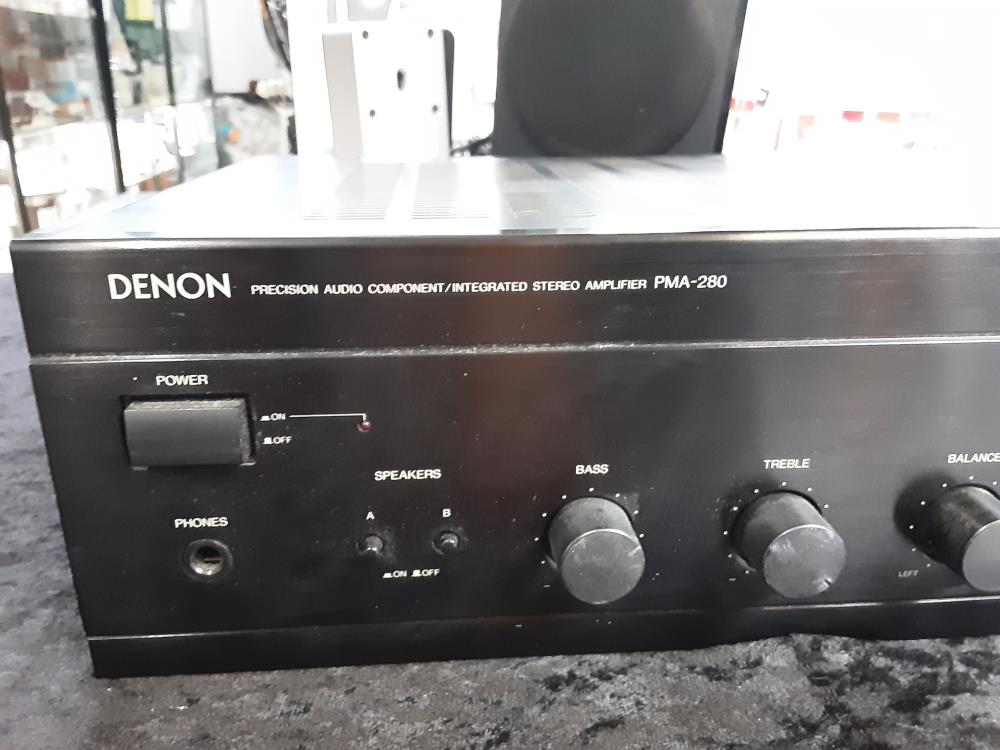 DENON PRECISION AUDIO COMPONENT/INTEGRATED STEREO AMPLIFIER PMA-280
POWER
ON
OFF
SPEAKERS
A B
ON OFF
PHONES
BASS
TREBLE
BALANCE
LEFT